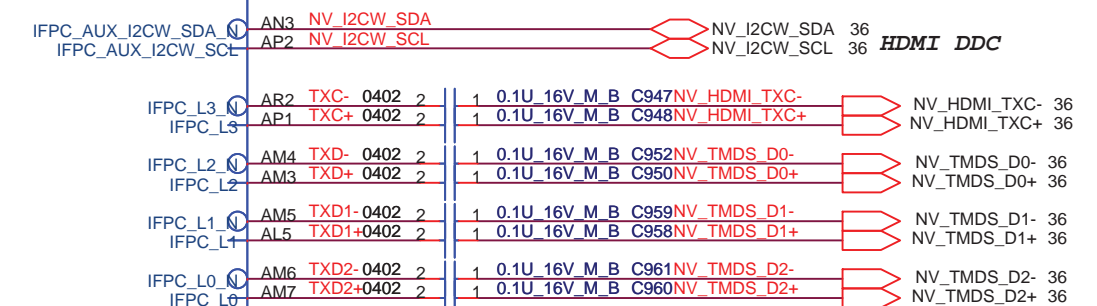 IFPC_AUX_I2CW_SDA_N AN3 NV_I2CW_SDA NV_I2CW_SDA 36
IFPC_AUX_I2CW_SCL AP2 NV_I2CW_SCL NV_I2CW_SCL 36 HDMI DDC
IFPC_L3_N AR2 TXC- 0402 2 1 0.1U_16V_M_B C947 NV_HDMI_TXC- NV_HDMI_TXC- 36
IFPC_L3 AP1 TXC+ 0402 2 1 0.1U_16V_M_B C948 NV_HDMI_TXC+ NV_HDMI_TXC+ 36
IFPC_L2_N AM4 TXD- 0402 2 1 0.1U_16V_M_B C952 NV_TMDS_D0- NV_TMDS_D0- 36
IFPC_L2 AM3 TXD+ 0402 2 1 0.1U_16V_M_B C950 NV_TMDS_D0+ NV_TMDS_D0+ 36
IFPC_L1_N AM5 TXD1- 0402 2 1 0.1U_16V_M_B C959 NV_TMDS_D1- NV_TMDS_D1- 36
IFPC_L1 AL5 TXD1+ 0402 2 1 0.1U_16V_M_B C958 NV_TMDS_D1+ NV_TMDS_D1+ 36
IFPC_L0_N AM6 TXD2- 0402 2 1 0.1U_16V_M_B C961 NV_TMDS_D2- NV_TMDS_D2- 36
IFPC_L0 AM7 TXD2+ 0402 2 1 0.1U_16V_M_B C960 NV_TMDS_D2+ NV_TMDS_D2+ 36